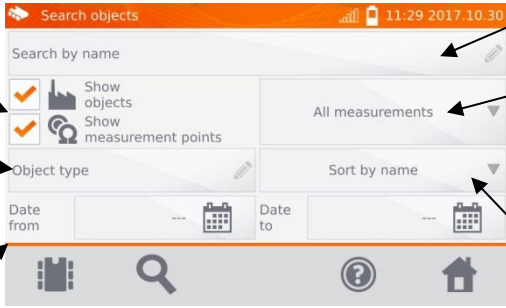 Search objects 11:29 2017.10.30
Search by name
Show
objects
All measurements
Show
measurement points
Object type
Sort by name
Date
from
---
Date
to
---